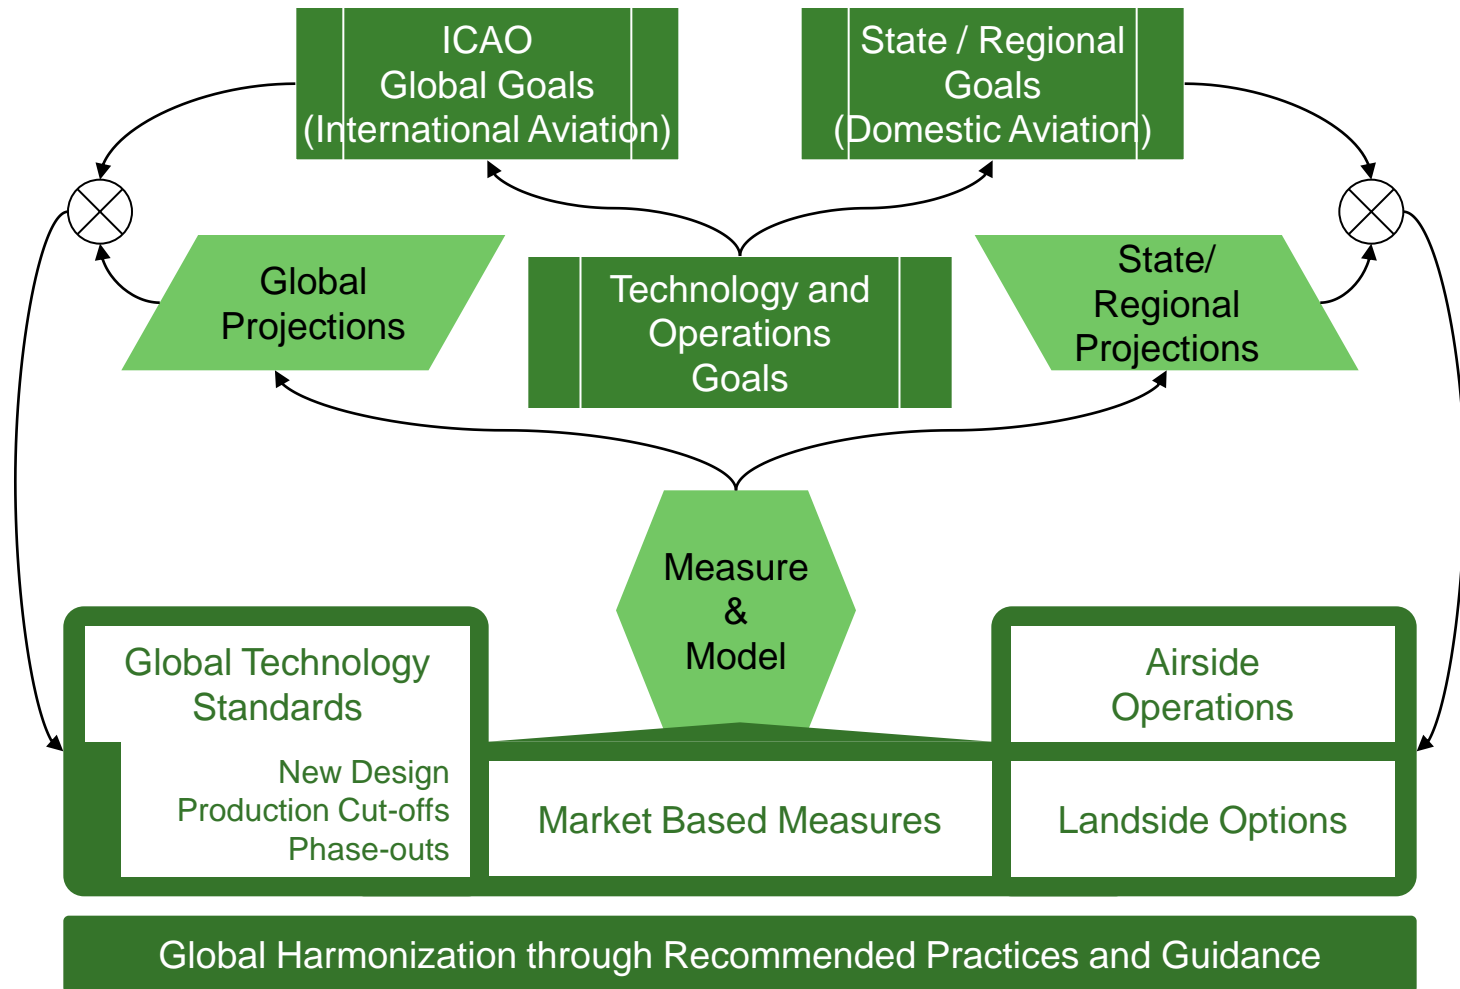 ICAO
Global Goals
(International Aviation)
State / Regional
Goals
(Domestic Aviation)
Global
Projections
Technology and
Operations
Goals
State/
Regional
Projections
Measure
&
Model
Global Technology
Standards
New Design
Production Cut-offs
Phase-outs
Market Based Measures
Airside
Operations
Landside Options
Global Harmonization through Recommended Practices and Guidance